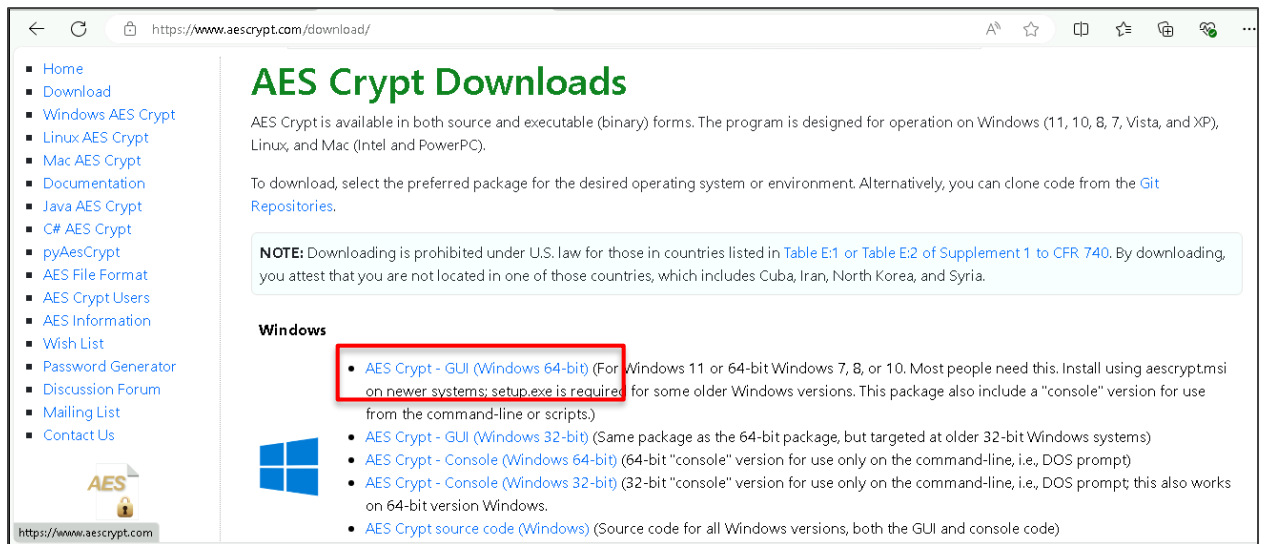 https://www.aescrypt.com/download/
Home
Download
Windows AES Crypt
Linux AES Crypt
Mac AES Crypt
Documentation
Java AES Crypt
C# AES Crypt
pyAesCrypt
AES File Format
AES Crypt Users
AES Information
Wish List
Password Generator
Discussion Forum
Mailing List
Contact Us
AES
https://www.aescrypt.com
AES Crypt Downloads
AES Crypt is available in both source and executable (binary) forms. The program is designed for operation on Windows (11, 10, 8, 7, Vista, and XP),
Linux, and Mac (Intel and PowerPC).
To download, select the preferred package for the desired operating system or environment. Alternatively, you can clone code from the Git
Repositories.
NOTE: Downloading is prohibited under U.S. law for those in countries listed in Table E:1 or Table E:2 of Supplement 1 to CFR 740. By downloading,
you attest that you are not located in one of those countries, which includes Cuba, Iran, North Korea, and Syria.
Windows
AES Crypt - GUI (Windows 64-bit) (For Windows 11 or 64-bit Windows 7, 8, or 10. Most people need this. Install using aescrypt.msi
on newer systems; setup.exe is required for some older Windows versions. This package also include a "console" version for use
from the command-line or scripts.)
AES Crypt - GUI (Windows 32-bit) (Same package as the 64-bit package, but targeted at older 32-bit Windows systems)
AES Crypt - Console (Windows 64-bit) (64-bit "console" version for use only on the command-line, i.e., DOS prompt)
AES Crypt - Console (Windows 32-bit) (32-bit "console" version for use only on the command-line, i.e., DOS prompt; this also works
on 64-bit version Windows.
AES Crypt source code (Windows) (Source code for all Windows versions, both the GUI and console code)